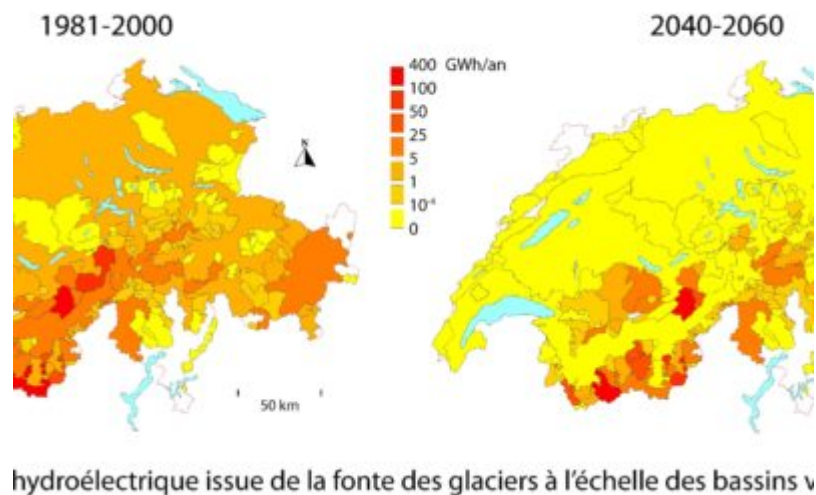 1981-2000
2040-2060
400 GWh/an
100
50
25
5
1
10⁻⁴
0
N
50 km
hydroélectrique issue de la fonte des glaciers à l'échelle des bassins v